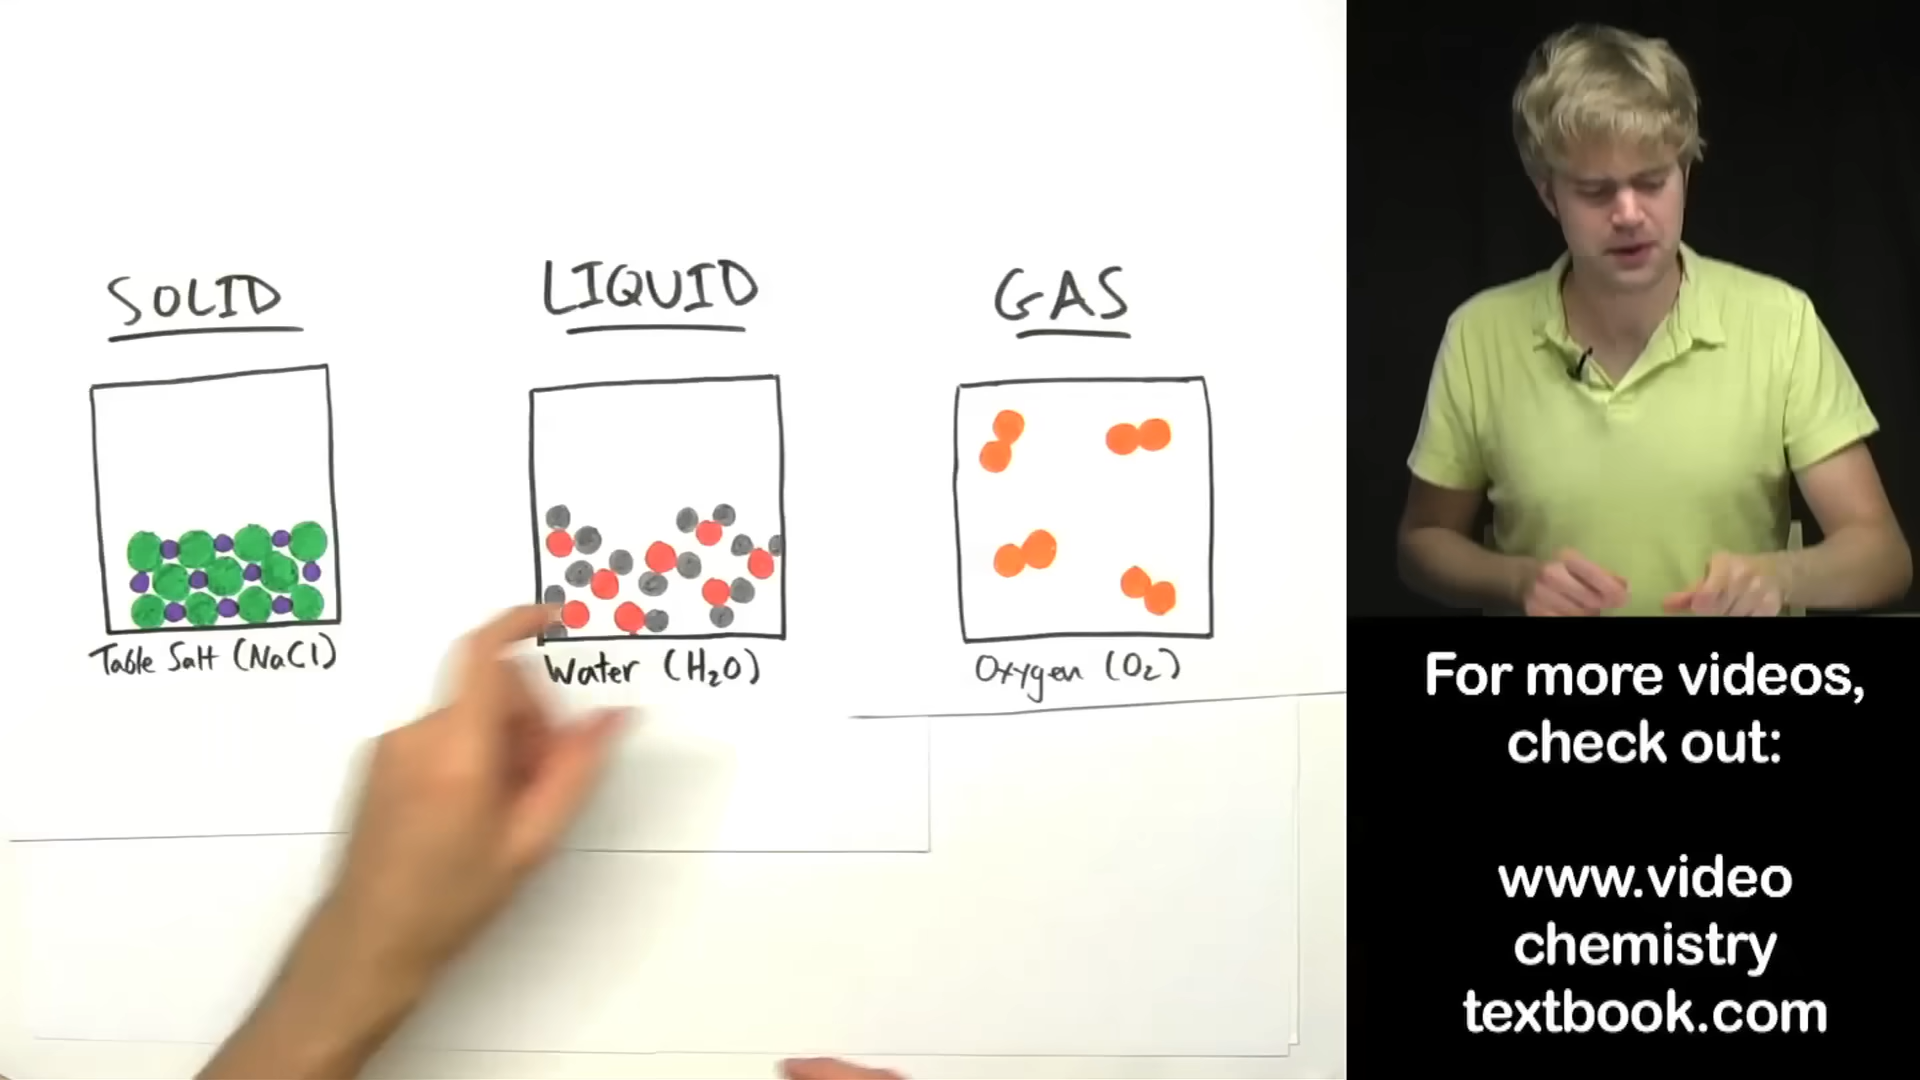 SOLID
LIQUID
GAS
Table Salt (NaCl)
Water (H₂O)
Oxygen (O₂)
For more videos,
check out:
www.video
chemistry
textbook.com